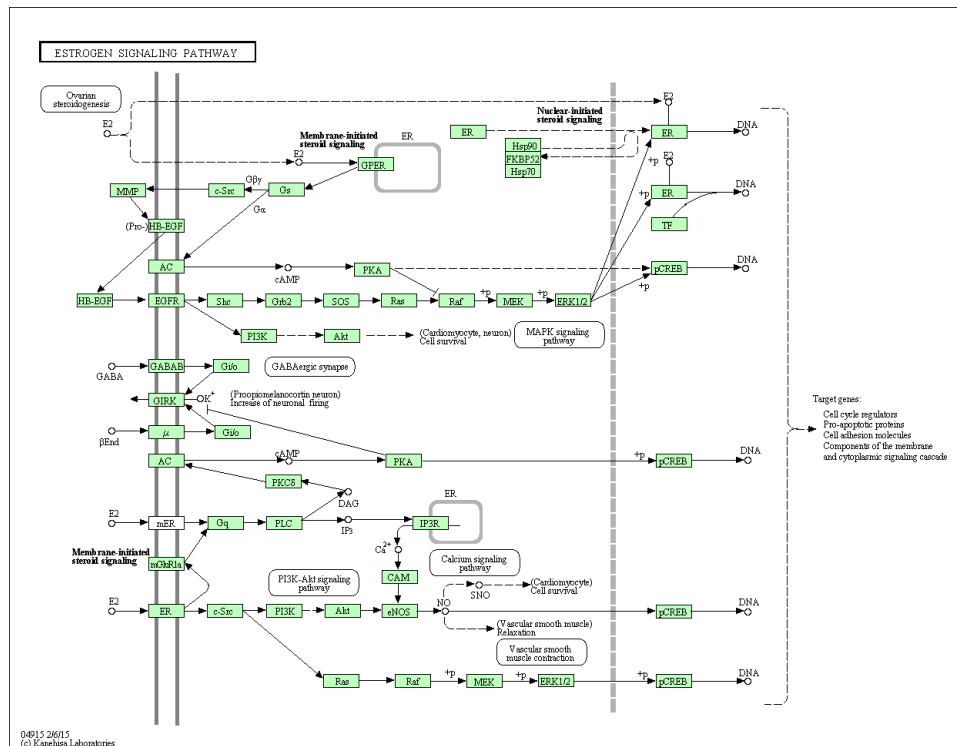 ESTROGEN SIGNALING PATHWAY
Ovarian
steroidogenesis
E2
E2
Nuclear-initiated
steroid signaling
Membrane-initiated
steroid signaling
ER
ER
ER
DNA
Hsp90
FKBP52
Hsp70
E2
GPER
+p
E2
MMP
c-Src
Gβγ
Gs
Gα
+p
ER
DNA
TF
(Pro-)
HB-EGF
AC
cAMP
PKA
pCREB
DNA
+p
HB-EGF
EGFR
Shc
Grb2
SOS
Ras
Raf
+p
MEK
+p
ERK1/2
PI3K
Akt
(Cardiomyocyte, neuron)
Cell survival
MAPK signaling
pathway
GABA
GABAB
Gi/o
GABAergic synapse
GIRK
K+
(Proopiomelanocortin neuron)
Increase of neuronal firing
βEnd
μ
Gi/o
AC
cAMP
PKA
+p
pCREB
DNA
PKCδ
DAG
ER
E2
mER
Gq
PLC
IP3
IP3R
Membrane-initiated
steroid signaling
mGluR1a
Ca2+
CAM
Calcium signaling
pathway
PI3K-Akt signaling
pathway
E2
ER
c-Src
PI3K
Akt
eNOS
NO
SNO
(Cardiomyocyte)
Cell survival
pCREB
DNA
(Vascular smooth muscle)
Relaxation
Vascular smooth
muscle contraction
Ras
Raf
+p
MEK
+p
ERK1/2
+p
pCREB
DNA
Target genes:
Cell cycle regulators
Pro-apoptotic proteins
Cell adhesion molecules
Components of the membrane
and cytoplasmic signaling cascade
04915 2/6/15
(c) Kanehisa Laboratories